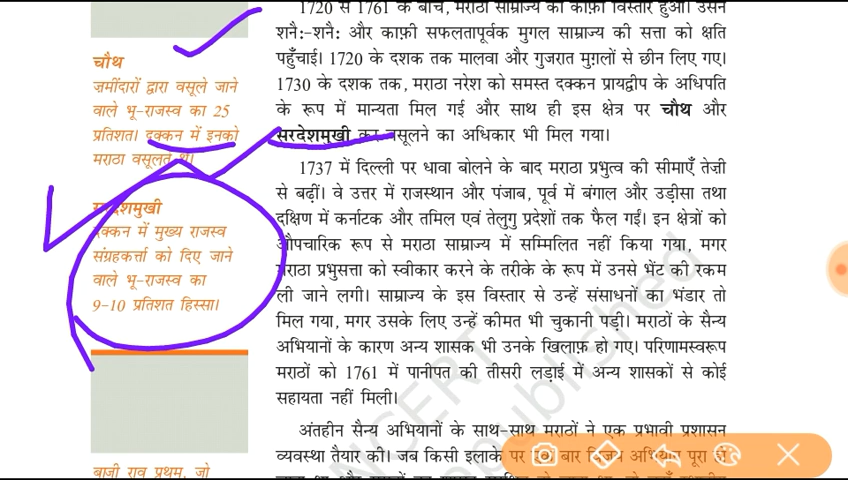 चौथ
ज़मींदारों द्वारा वसूले जाने
वाले भू-राजस्व का 25
प्रतिशत। दक्कन में इनको
मराठा वसूलते थे।
सरदेशमुखी
दक्कन में मुख्य राजस्व
संग्रहकर्त्ता को दिए जाने
वाले भू-राजस्व का
9-10 प्रतिशत हिस्सा।
बाजी राव प्रथम, जो
1720 से 1761 के बीच, मराठा साम्राज्य का काफ़ी विस्तार हुआ। उसने
शनै:-शनै: और काफ़ी सफलतापूर्वक मुग़ल साम्राज्य की सत्ता को क्षति
पहुँचाई। 1720 के दशक तक मालवा और गुजरात मुग़लों से छीन लिए गए।
1730 के दशक तक, मराठा नरेश को समस्त दक्कन प्रायद्वीप के अधिपति
के रूप में मान्यता मिल गई और साथ ही इस क्षेत्र पर चौथ और
सरदेशमुखी कर वसूलने का अधिकार भी मिल गया।
1737 में दिल्ली पर धावा बोलने के बाद मराठा प्रभुत्व की सीमाएँ तेज़ी
से बढ़ीं। वे उत्तर में राजस्थान और पंजाब, पूर्व में बंगाल और उड़ीसा तथा
दक्षिण में कर्नाटक और तमिल एवं तेलुगु प्रदेशों तक फैल गईं। इन क्षेत्रों को
औपचारिक रूप से मराठा साम्राज्य में सम्मिलित नहीं किया गया, मगर
मराठा प्रभुसत्ता को स्वीकार करने के तरीके के रूप में उनसे भेंट की रकम
ली जाने लगी। साम्राज्य के इस विस्तार से उन्हें संसाधनों का भंडार तो
मिल गया, मगर उसके लिए उन्हें कीमत भी चुकानी पड़ी। मराठों के सैन्य
अभियानों के कारण अन्य शासक भी उनके खिलाफ़ हो गए। परिणामस्वरूप
मराठों को 1761 में पानीपत की तीसरी लड़ाई में अन्य शासकों से कोई
सहायता नहीं मिली।
अंतहीन सैन्य अभियानों के साथ-साथ मराठों ने एक प्रभावी प्रशासन
व्यवस्था तैयार की। जब किसी इलाके पर एक बार विजय अभियान पूरा हो